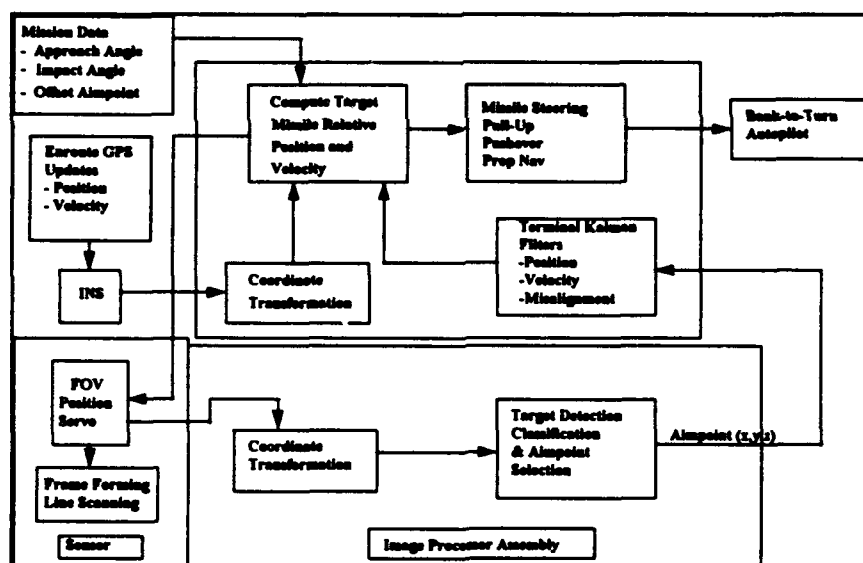 Mission Data
- Approach Angle
- Impact Angle
- Offset Aimpoint
Compute Target
Missile Relative
Position and
Velocity
Missile Steering
Pull-Up
Pushover
Prop Nav
Bank-to-Turn
Autopilot
Enroute GPS
Updates
- Position
- Velocity
Terminal Kalman
Filters
-Position
-Velocity
-Misalignment
INS
Coordinate
Transformation
FOV
Position
Servo
Coordinate
Transformation
Target Detection
Classification
& Aimpoint
Selection
Aimpoint (x,y,z)
Frame Forming
Line Scanning
Sensor
Image Processor Assembly